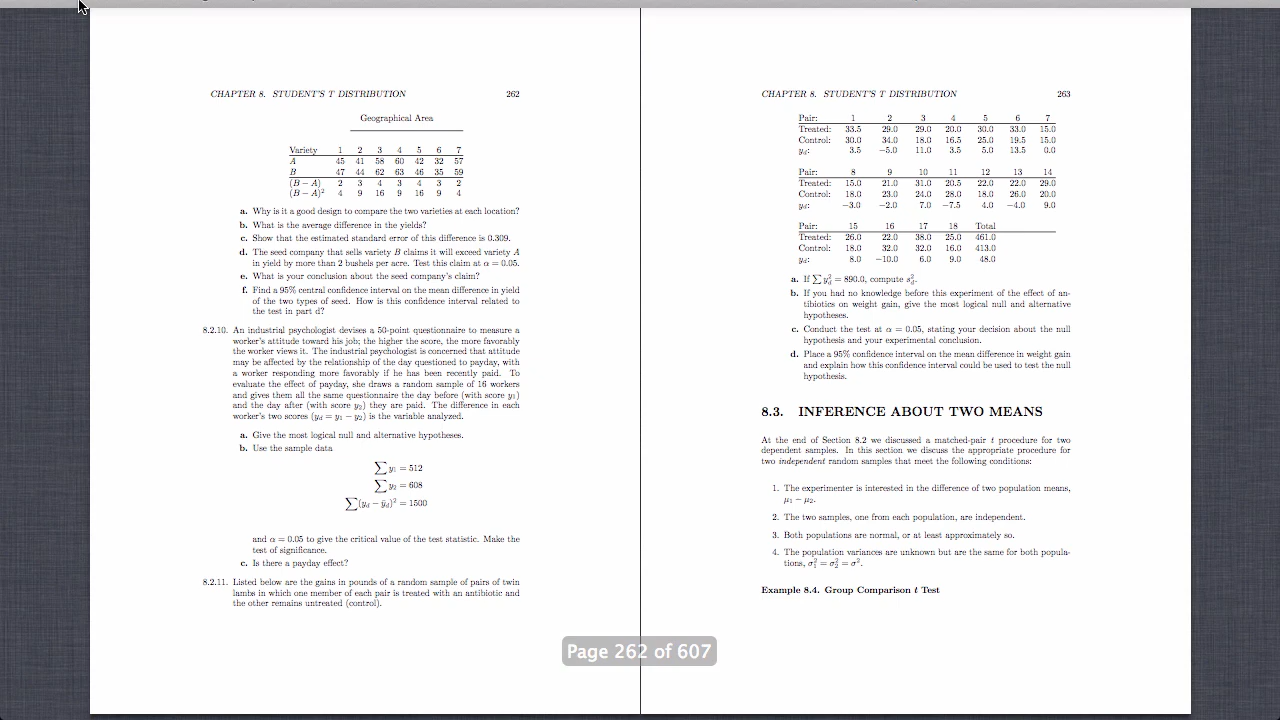 CHAPTER 8. STUDENT'S T DISTRIBUTION 262
Geographical Area
Variety 1 2 3 4 5 6 7
A 45 41 58 60 42 32 57
B 47 44 62 63 46 35 59
(B − A) 2 3 4 3 4 3 2
(B − A)² 4 9 16 9 16 9 4
a. Why is it a good design to compare the two varieties at each location?
b. What is the average difference in the yields?
c. Show that the estimated standard error of this difference is 0.309.
d. The seed company that sells variety B claims it will exceed variety A
in yield by more than 2 bushels per acre. Test this claim at α = 0.05.
e. What is your conclusion about the seed company's claim?
f. Find a 95% central confidence interval on the mean difference in yield
of the two types of seed. How is this confidence interval related to
the test in part d?
8.2.10. An industrial psychologist devises a 50-point questionnaire to measure a
worker's attitude toward his job; the higher the score, the more favorably
the worker views it. The industrial psychologist is concerned that attitude
may be affected by the relationship of the day questioned to payday, with
a worker responding more favorably if he has been recently paid. To
evaluate the effect of payday, she draws a random sample of 16 workers
and gives them all the same questionnaire the day before (with score y₁)
and the day after (with score y₂) they are paid. The difference in each
worker's two scores (y_d = y₁ − y₂) is the variable analyzed.
a. Give the most logical null and alternative hypotheses.
b. Use the sample data
∑ y₁ = 512
∑ y₂ = 608
∑(y_d − ȳ_d)² = 1500
and α = 0.05 to give the critical value of the test statistic. Make the
test of significance.
c. Is there a payday effect?
8.2.11. Listed below are the gains in pounds of a random sample of pairs of twin
lambs in which one member of each pair is treated with an antibiotic and
the other remains untreated (control).
CHAPTER 8. STUDENT'S T DISTRIBUTION 263
Pair: 1 2 3 4 5 6 7
Treated: 33.5 29.0 29.0 20.0 30.0 33.0 15.0
Control: 30.0 34.0 18.0 16.5 25.0 19.5 15.0
y_d: 3.5 −5.0 11.0 3.5 5.0 13.5 0.0
Pair: 8 9 10 11 12 13 14
Treated: 15.0 21.0 31.0 20.5 22.0 22.0 29.0
Control: 18.0 23.0 24.0 28.0 18.0 26.0 20.0
y_d: −3.0 −2.0 7.0 −7.5 4.0 −4.0 9.0
Pair: 15 16 17 18 Total
Treated: 26.0 22.0 38.0 25.0 461.0
Control: 18.0 32.0 32.0 16.0 413.0
y_d: 8.0 −10.0 6.0 9.0 48.0
a. If ∑ y_d² = 890.0, compute s_d².
b. If you had no knowledge before this experiment of the effect of an-
tibiotics on weight gain, give the most logical null and alternative
hypotheses.
c. Conduct the test at α = 0.05, stating your decision about the null
hypothesis and your experimental conclusion.
d. Place a 95% confidence interval on the mean difference in weight gain
and explain how this confidence interval could be used to test the null
hypothesis.
8.3. INFERENCE ABOUT TWO MEANS
At the end of Section 8.2 we discussed a matched-pair t procedure for two
dependent samples. In this section we discuss the appropriate procedure for
two independent random samples that meet the following conditions:
1. The experimenter is interested in the difference of two population means,
μ₁ − μ₂.
2. The two samples, one from each population, are independent.
3. Both populations are normal, or at least approximately so.
4. The population variances are unknown but are the same for both popula-
tions, σ₁² = σ₂² = σ².
Example 8.4. Group Comparison t Test
Page 262 of 607